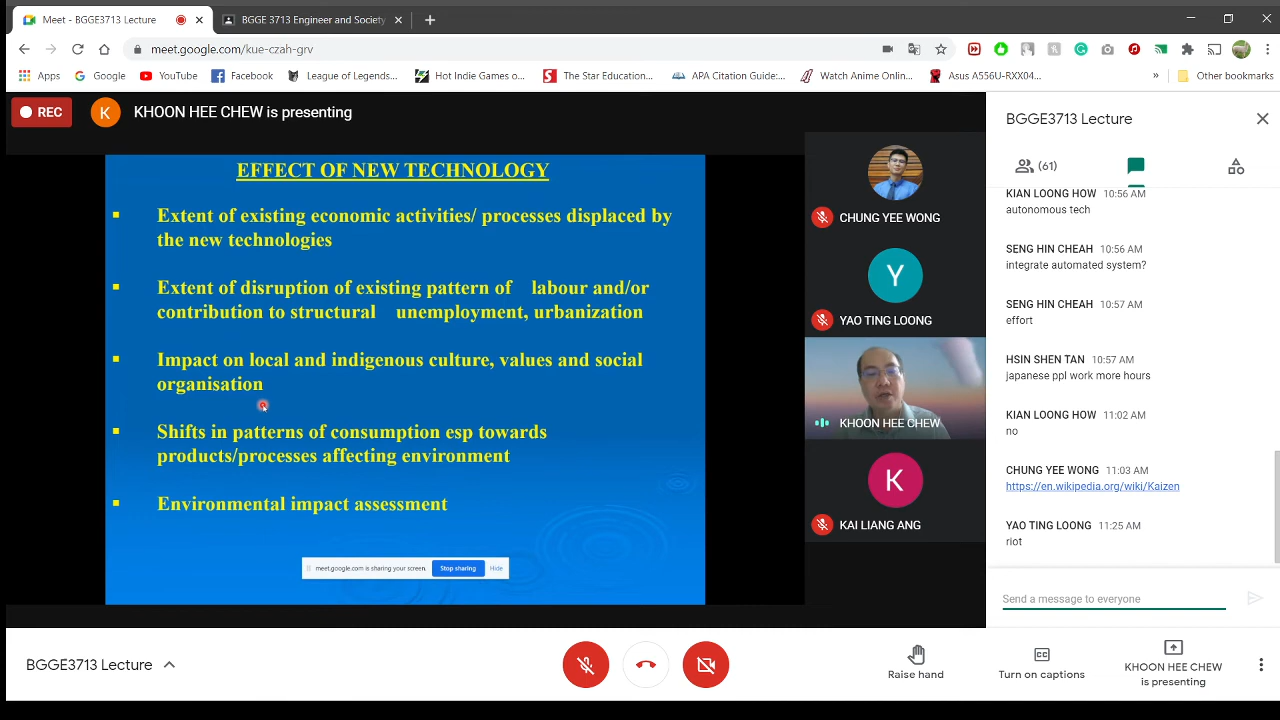 Meet - BGGE3713 Lecture
BGGE 3713 Engineer and Society
meet.google.com/kue-czah-grv
Apps
Google
YouTube
Facebook
League of Legends...
Hot Indie Games o...
The Star Education...
APA Citation Guide:...
Watch Anime Onlin...
Asus A556U-RXX04...
»
Other bookmarks
REC
K
KHOON HEE CHEW is presenting
EFFECT OF NEW TECHNOLOGY
Extent of existing economic activities/ processes displaced by
the new technologies
Extent of disruption of existing pattern of labour and/or
contribution to structural unemployment, urbanization
Impact on local and indigenous culture, values and social
organisation
Shifts in patterns of consumption esp towards
products/processes affecting environment
Environmental impact assessment
meet.google.com is sharing your screen.
Stop sharing
Hide
CHUNG YEE WONG
Y
YAO TING LOONG
KHOON HEE CHEW
K
KAI LIANG ANG
BGGE3713 Lecture
(61)
KIAN LOONG HOW 10:56 AM
autonomous tech
SENG HIN CHEAH 10:56 AM
integrate automated system?
SENG HIN CHEAH 10:57 AM
effort
HSIN SHEN TAN 10:57 AM
japanese ppl work more hours
KIAN LOONG HOW 11:02 AM
no
CHUNG YEE WONG 11:03 AM
https://en.wikipedia.org/wiki/Kaizen
YAO TING LOONG 11:25 AM
riot
Send a message to everyone
BGGE3713 Lecture
Raise hand
CC
Turn on captions
KHOON HEE CHEW
is presenting